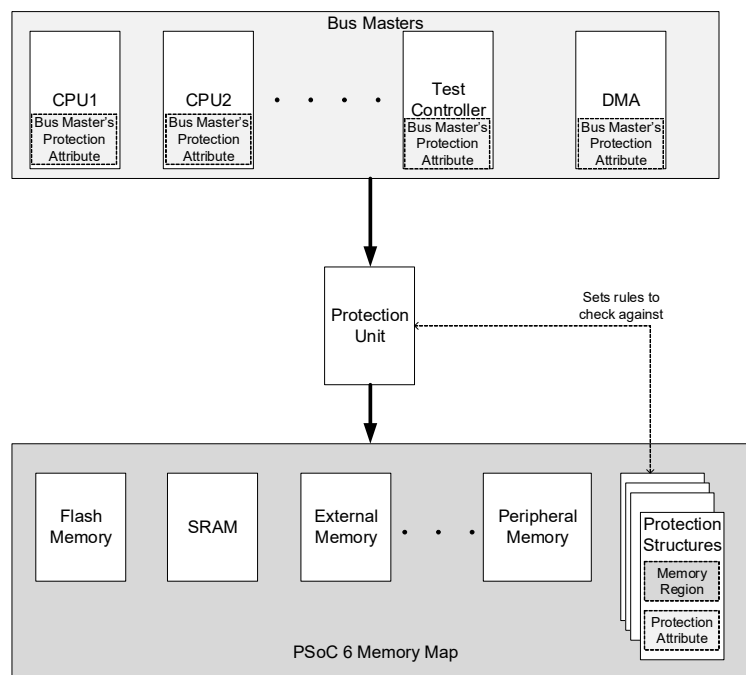 Bus Masters
CPU1
Bus Master's
Protection
Attribute
CPU2
Bus Master's
Protection
Attribute
Test
Controller
Bus Master's
Protection
Attribute
DMA
Bus Master's
Protection
Attribute
Protection
Unit
Sets rules to
check against
Flash
Memory
SRAM
External
Memory
Peripheral
Memory
Protection
Structures
Memory
Region
Protection
Attribute
PSoC 6 Memory Map